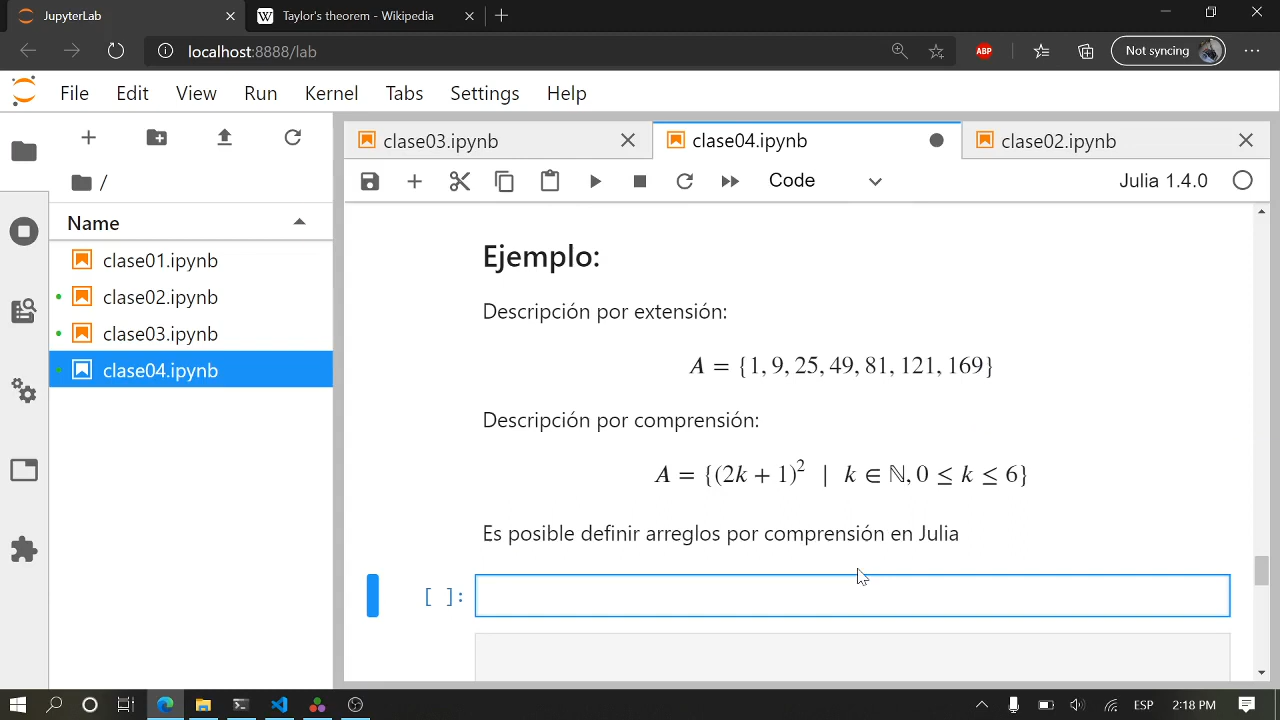 JupyterLab
Taylor's theorem - Wikipedia
localhost:8888/lab
ABP
Not syncing
File Edit View Run Kernel Tabs Settings Help
clase03.ipynb
clase04.ipynb
clase02.ipynb
/
Code
Julia 1.4.0
Name
clase01.ipynb
clase02.ipynb
clase03.ipynb
clase04.ipynb
Ejemplo:
Descripción por extensión:
A = {1, 9, 25, 49, 81, 121, 169}
Descripción por comprensión:
A = {(2k + 1)² | k ∈ ℕ, 0 ≤ k ≤ 6}
Es posible definir arreglos por comprensión en Julia
[ ]:
ESP
2:18 PM